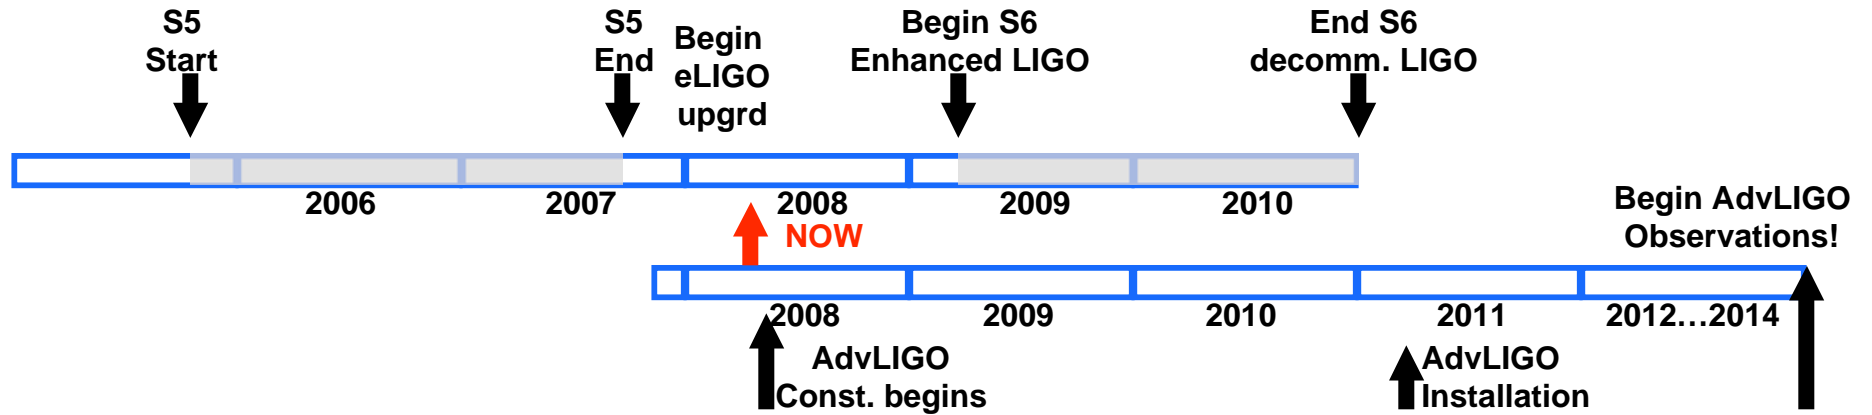 S5
Start
S5
End
Begin
eLIGO
upgrd
Begin S6
Enhanced LIGO
End S6
decomm. LIGO
2006
2007
2008
2009
2010
NOW
Begin AdvLIGO
Observations!
2008
2009
2010
2011
2012…2014
AdvLIGO
Const. begins
AdvLIGO
Installation